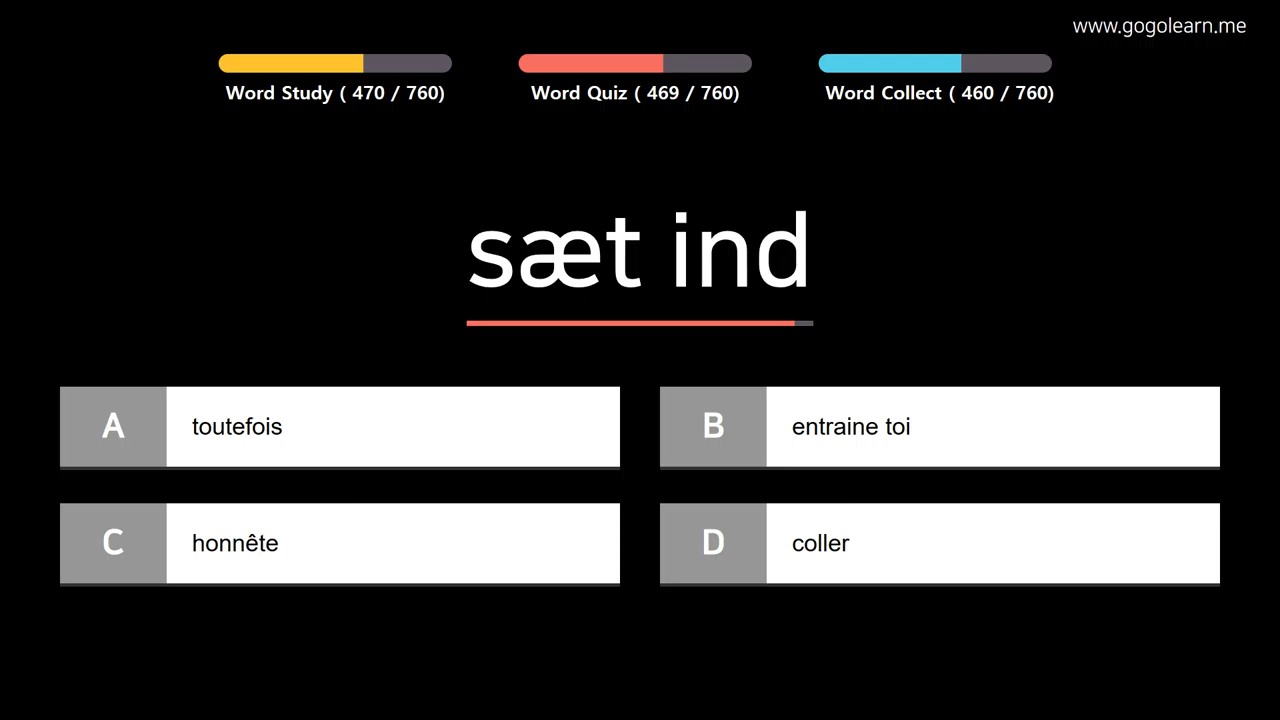 www.gogolearn.me
Word Study ( 470 / 760)
Word Quiz ( 469 / 760)
Word Collect ( 460 / 760)
sæt ind
A toutefois
B entraine toi
C honnête
D coller